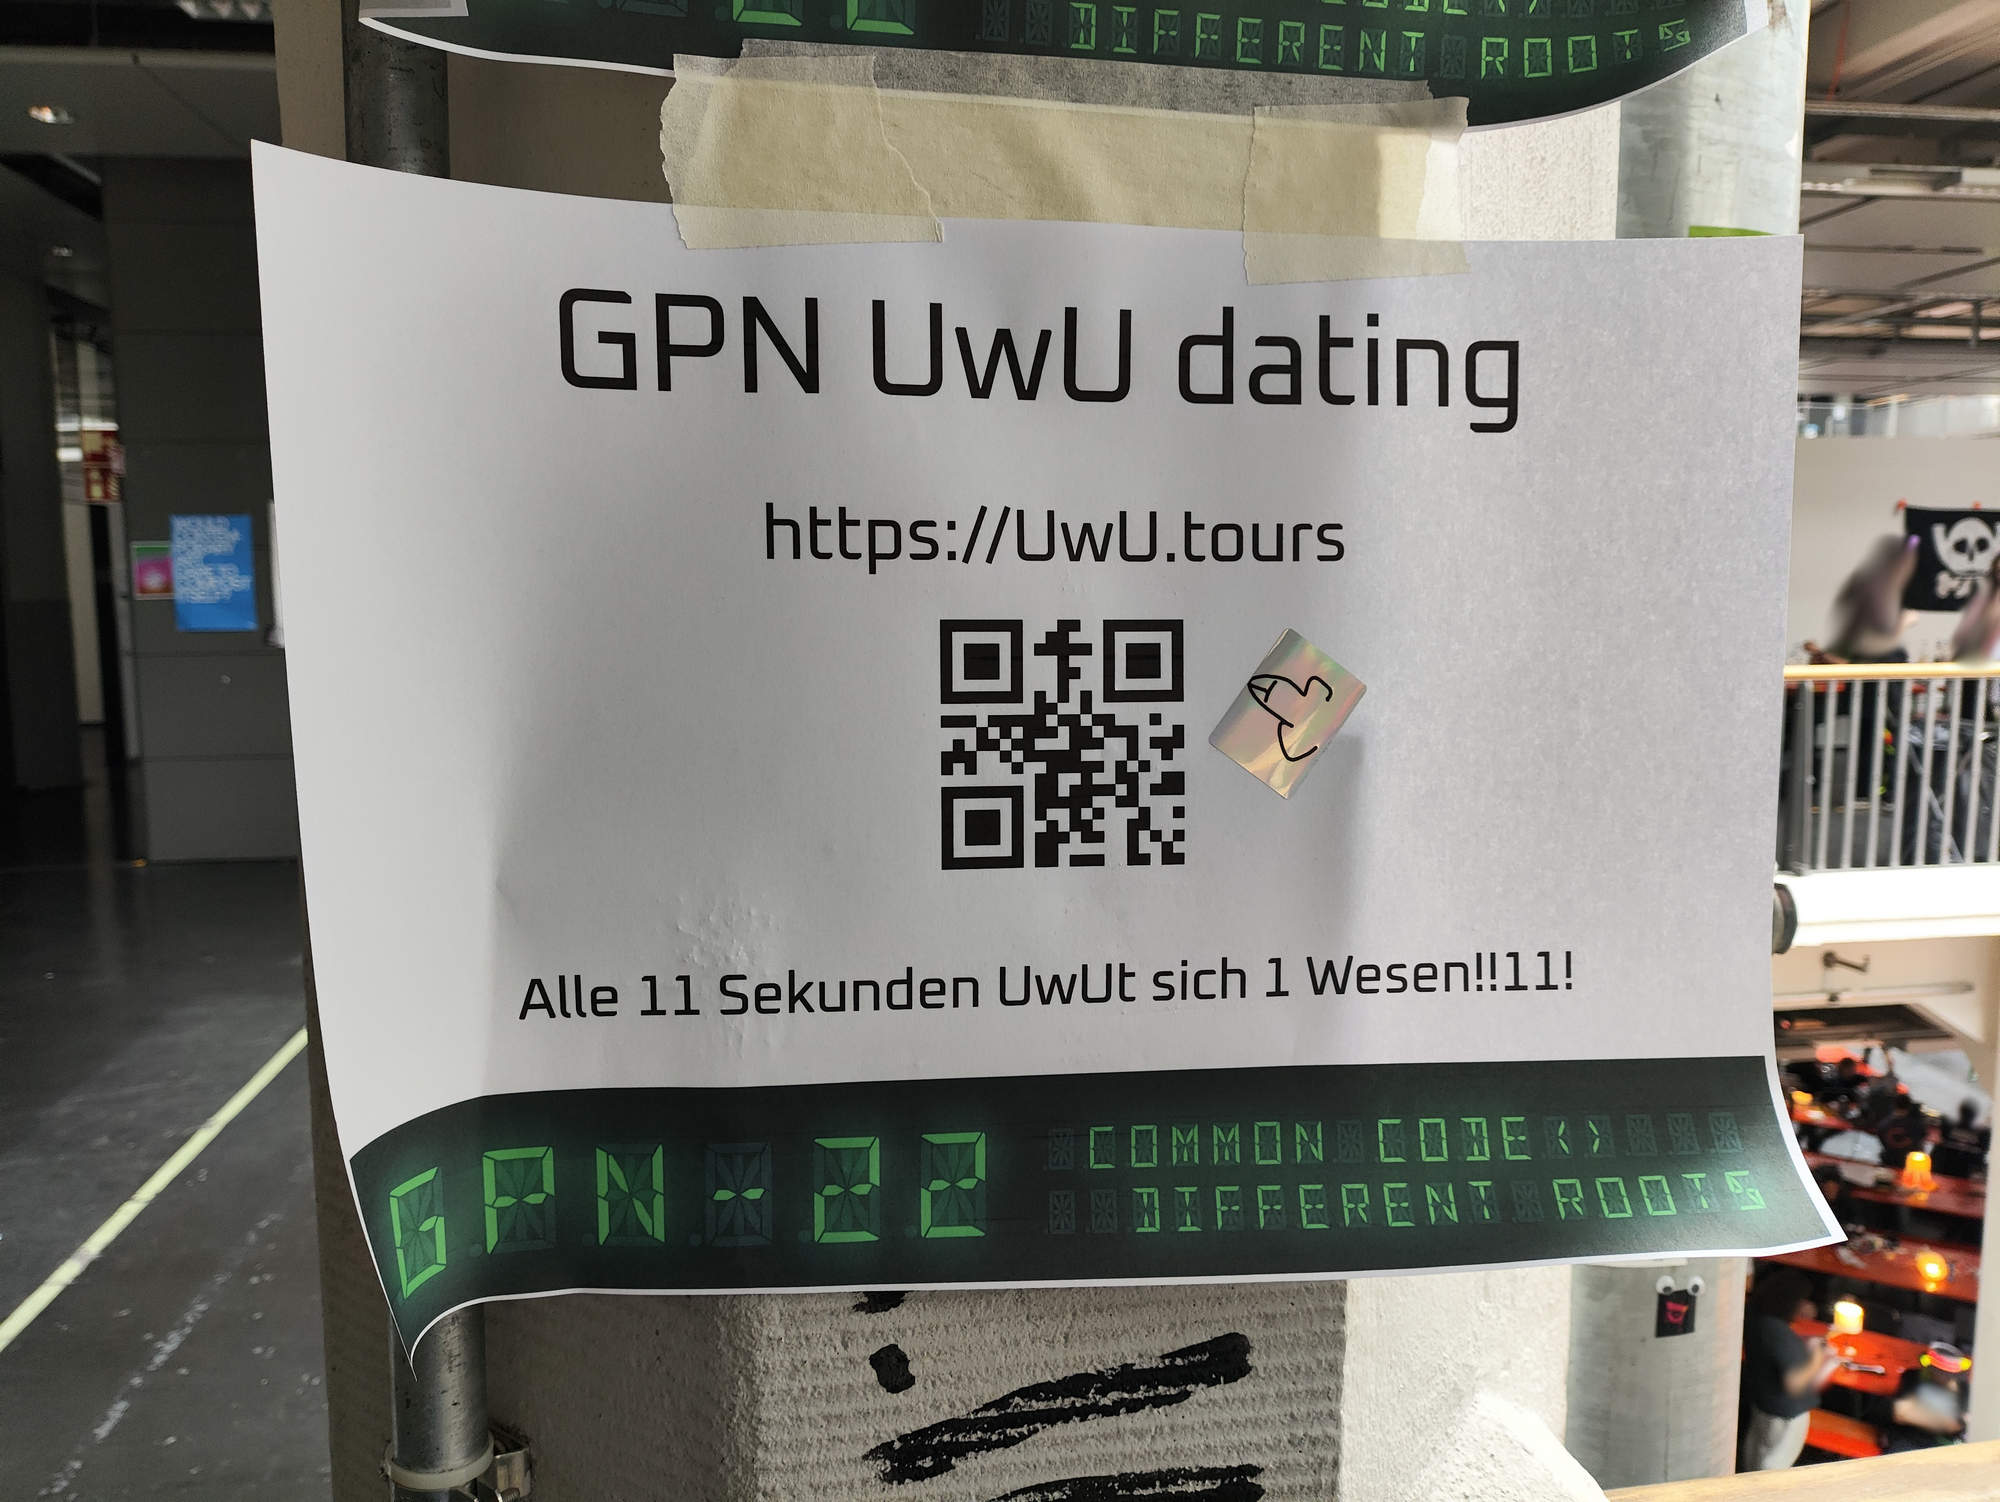 DIFFERENT ROOTS
GPN UwU dating
https://UwU.tours
Alle 11 Sekunden UwUt sich 1 Wesen!!11!
GPN-22
COMMON CODE<>
DIFFERENT ROOTS